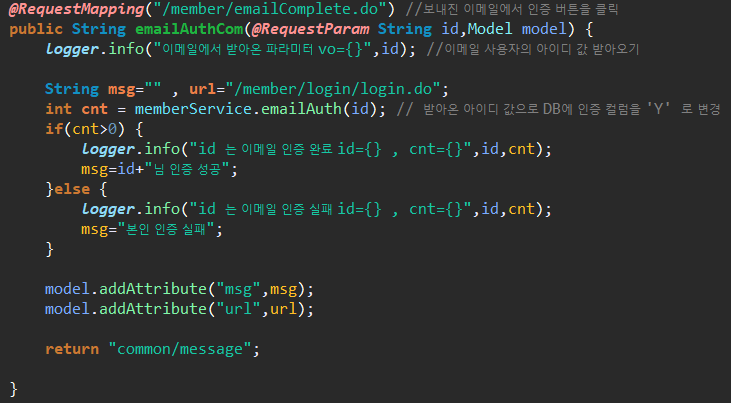 @RequestMapping("/member/emailComplete.do") //보내진 이메일에서 인증 버튼을 클릭
public String emailAuthCom(@RequestParam String id,Model model) {
logger.info("이메일에서 받아온 파라미터 vo={}",id); //이메일 사용자의 아이디 값 받아오기
String msg="" , url="/member/login/login.do";
int cnt = memberService.emailAuth(id); // 받아온 아이디 값으로 DB에 인증 컬럼을 'Y' 로 변경
if(cnt>0) {
logger.info("id 는 이메일 인증 완료 id={} , cnt={}",id,cnt);
msg=id+"님 인증 성공";
}else {
logger.info("id 는 이메일 인증 실패 id={} , cnt={}",id,cnt);
msg="본인 인증 실패";
}
model.addAttribute("msg",msg);
model.addAttribute("url",url);
return "common/message";
}